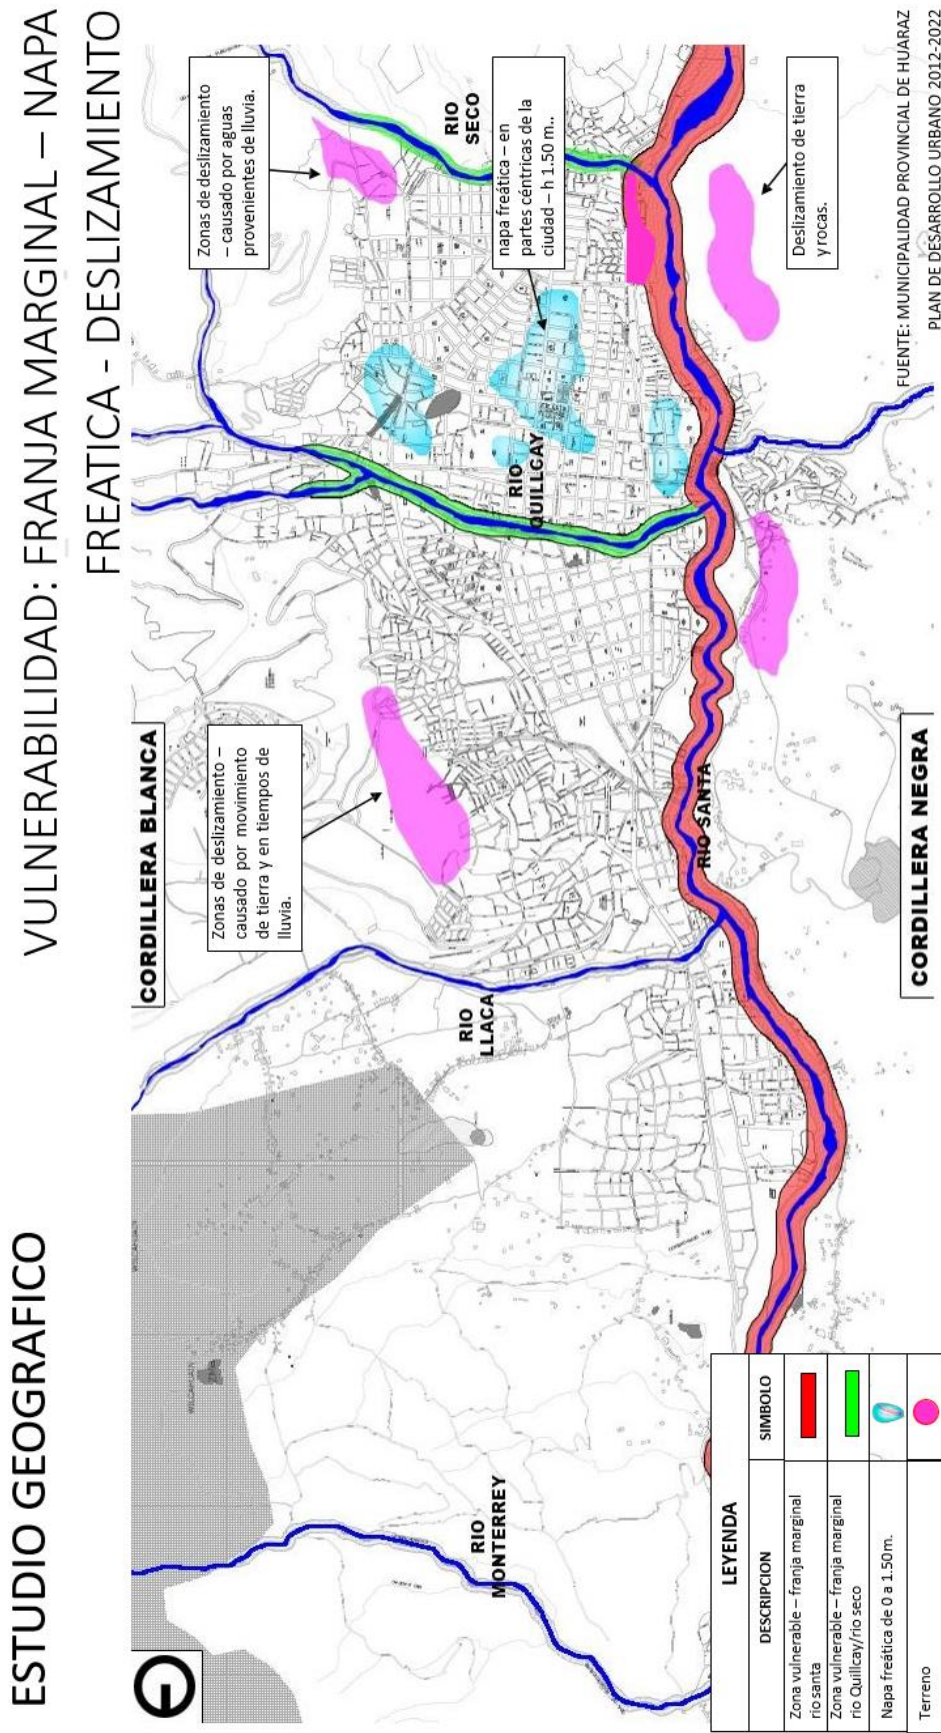 ESTUDIO GEOGRAFICO
VULNERABILIDAD: FRANJA MARGINAL – NAPA
FREATICA - DESLIZAMIENTO
CORDILLERA BLANCA
Zonas de deslizamiento –
causado por movimiento
de tierra y en tiempos de
lluvia.
Zonas de deslizamiento
– causado por aguas
provenientes de lluvia.
RIO
SECO
napa freática – en
partes céntricas de la
ciudad – h 1.50 m..
RIO
QUILLCAY
RIO
LLACA
RIO
MONTERREY
RIO SANTA
Deslizamiento de tierra
y rocas.
CORDILLERA NEGRA
LEYENDA
DESCRIPCION
SIMBOLO
Zona vulnerable – franja marginal
rio santa
Zona vulnerable – franja marginal
rio Quillcay/rio seco
Napa freática de 0 a 1.50m.
Terreno
FUENTE: MUNICIPALIDAD PROVINCIAL DE HUARAZ
PLAN DE DESARROLLO URBANO 2012-2022